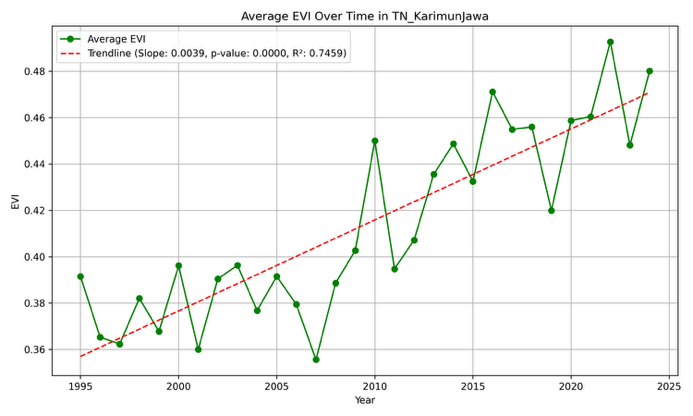 Average EVI Over Time in TN_KarimunJawa
Average EVI
Trendline (Slope: 0.0039, p-value: 0.0000, R²: 0.7459)
EVI
0.48
0.46
0.44
0.42
0.40
0.38
0.36
1995 2000 2005 2010 2015 2020 2025
Year